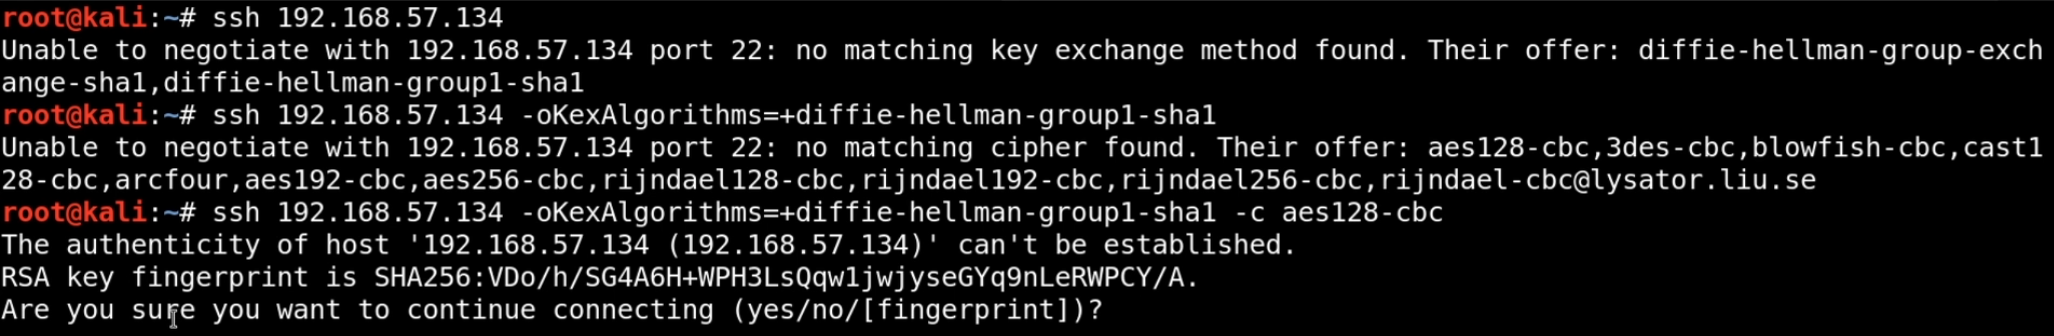 root@kali:~# ssh 192.168.57.134
Unable to negotiate with 192.168.57.134 port 22: no matching key exchange method found. Their offer: diffie-hellman-group-exch
ange-sha1,diffie-hellman-group1-sha1
root@kali:~# ssh 192.168.57.134 -oKexAlgorithms=+diffie-hellman-group1-sha1
Unable to negotiate with 192.168.57.134 port 22: no matching cipher found. Their offer: aes128-cbc,3des-cbc,blowfish-cbc,cast1
28-cbc,arcfour,aes192-cbc,aes256-cbc,rijndael128-cbc,rijndael192-cbc,rijndael256-cbc,rijndael-cbc@lysator.liu.se
root@kali:~# ssh 192.168.57.134 -oKexAlgorithms=+diffie-hellman-group1-sha1 -c aes128-cbc
The authenticity of host '192.168.57.134 (192.168.57.134)' can't be established.
RSA key fingerprint is SHA256:VDo/h/SG4A6H+WPH3LsQqw1jwjyseGYq9nLeRWPCY/A.
Are you sure you want to continue connecting (yes/no/[fingerprint])?